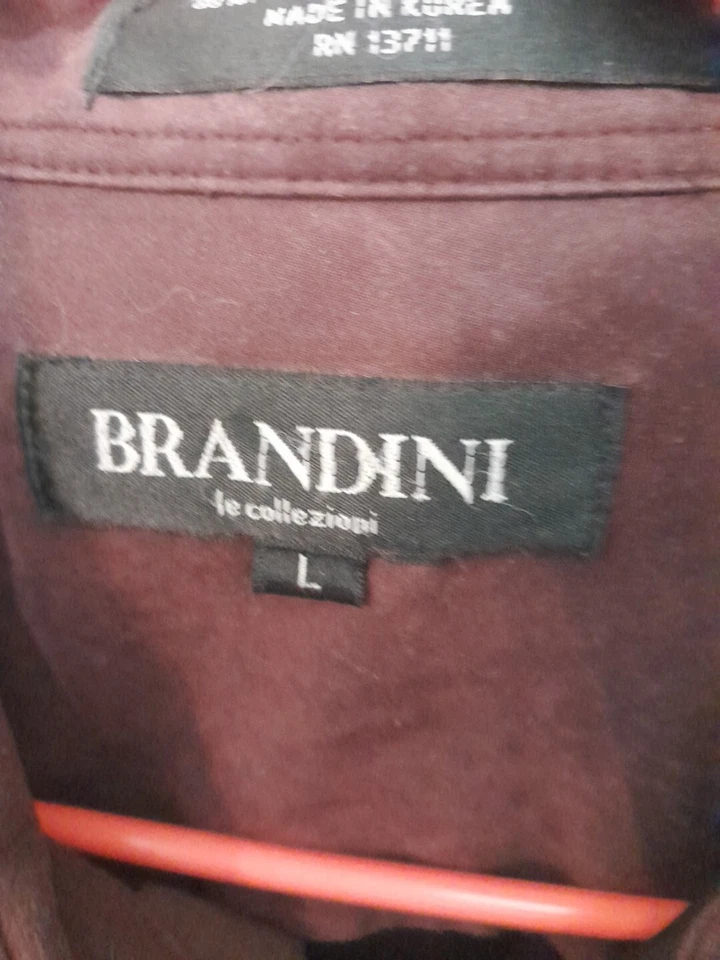 MADE IN KOREA
RN 13711
BRANDINI
le collezioni
L